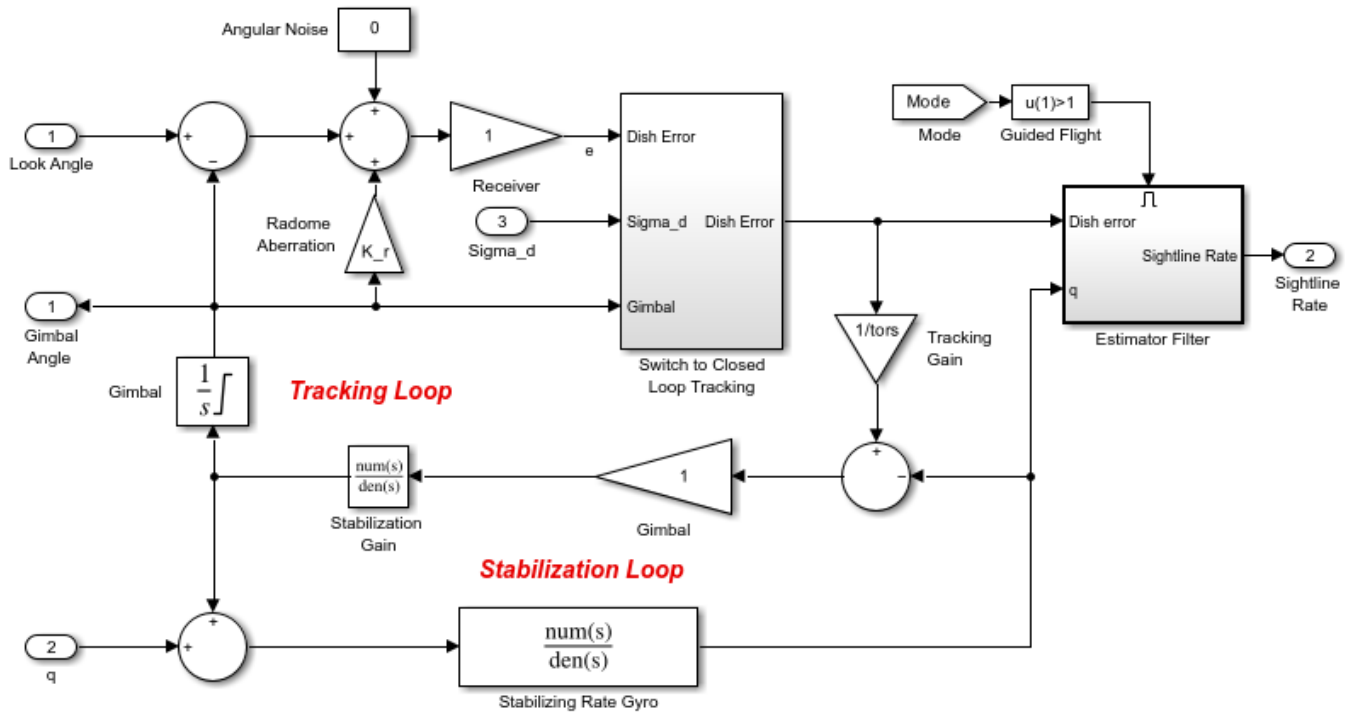 Angular Noise
0
Mode
Mode
u(1)>1
Guided Flight
1
Look Angle
+
−
+
+
+
1
Receiver
e
Dish Error
Radome
Aberration
K_r
3
Sigma_d
Sigma_d
Dish Error
Gimbal
Switch to Closed
Loop Tracking
Dish error
Sightline Rate
q
Estimator Filter
2
Sightline
Rate
1
Gimbal
Angle
1/tors
Tracking
Gain
Gimbal
1
s
Tracking Loop
num(s)
den(s)
Stabilization
Gain
1
Gimbal
+
−
Stabilization Loop
2
q
+
+
num(s)
den(s)
Stabilizing Rate Gyro